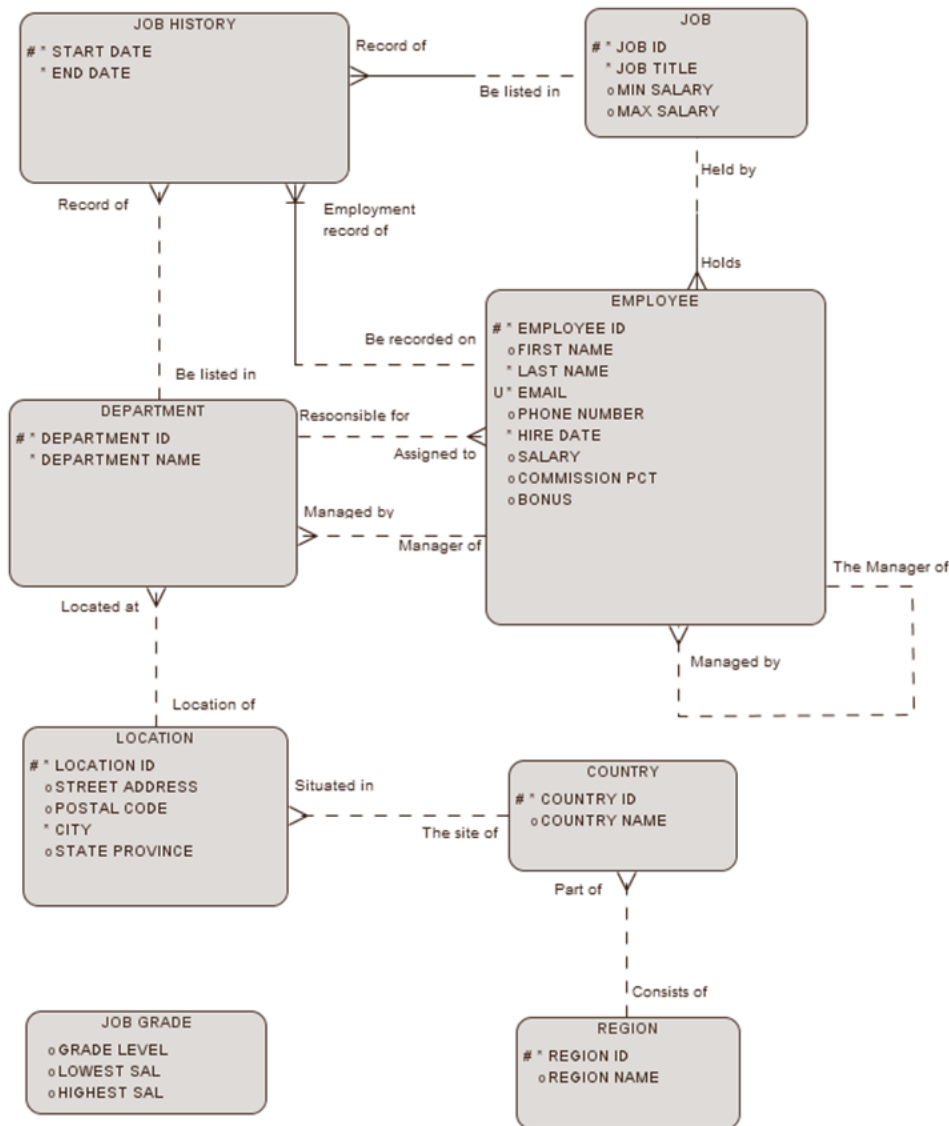 JOB HISTORY
# * START DATE
* END DATE
Record of
Be listed in
JOB
# * JOB ID
* JOB TITLE
o MIN SALARY
o MAX SALARY
Record of
Employment
record of
Held by
Holds
Be recorded on
Be listed in
EMPLOYEE
# * EMPLOYEE ID
o FIRST NAME
* LAST NAME
U * EMAIL
o PHONE NUMBER
* HIRE DATE
o SALARY
o COMMISSION PCT
o BONUS
DEPARTMENT
# * DEPARTMENT ID
* DEPARTMENT NAME
Resoonsible for
Assigned to
Managed by
Manager of
The Manager of
Managed by
Located at
Location of
LOCATION
# * LOCATION ID
o STREET ADDRESS
o POSTAL CODE
* CITY
o STATE PROVINCE
Situated in
The site of
COUNTRY
# * COUNTRY ID
o COUNTRY NAME
Part of
Consists of
JOB GRADE
o GRADE LEVEL
o LOWEST SAL
o HIGHEST SAL
REGION
# * REGION ID
o REGION NAME